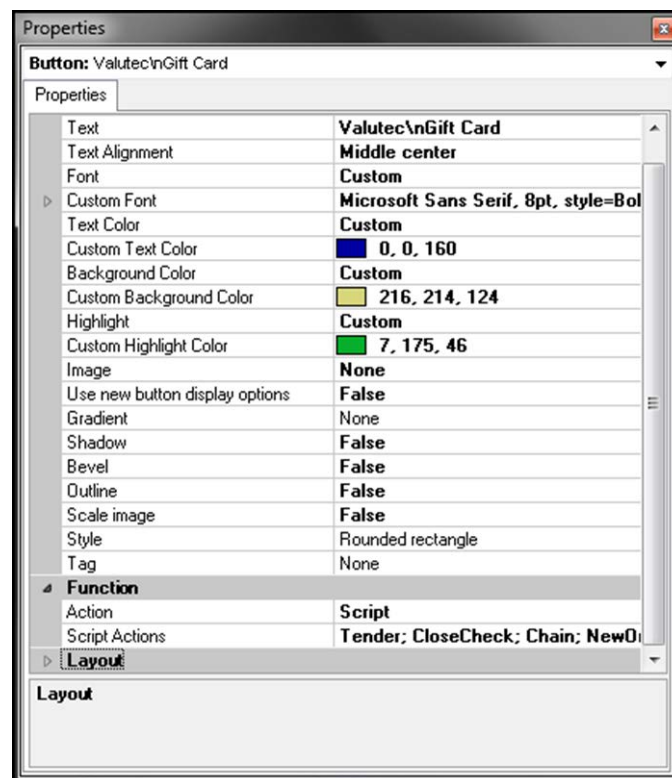 Properties
Button: Valutec\nGift Card
Properties
Text Valutec\nGift Card
Text Alignment Middle center
Font Custom
Custom Font Microsoft Sans Serif, 8pt, style=Bol
Text Color Custom
Custom Text Color 0, 0, 160
Background Color Custom
Custom Background Color 216, 214, 124
Highlight Custom
Custom Highlight Color 7, 175, 46
Image None
Use new button display options False
Gradient None
Shadow False
Bevel False
Outline False
Scale image False
Style Rounded rectangle
Tag None
Function
Action Script
Script Actions Tender; CloseCheck; Chain; NewO
Layout
Layout